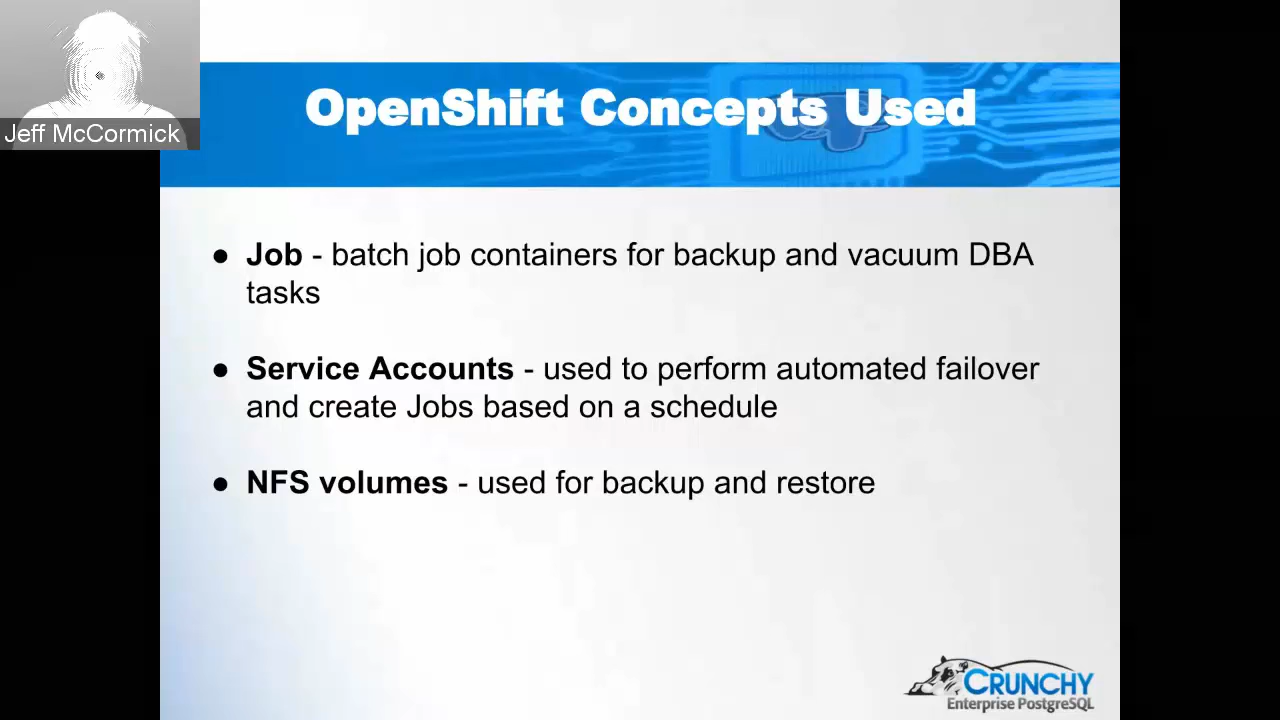 Jeff McCormick
OpenShift Concepts Used
● Job - batch job containers for backup and vacuum DBA
tasks
● Service Accounts - used to perform automated failover
and create Jobs based on a schedule
● NFS volumes - used for backup and restore
CRUNCHY
Enterprise PostgreSQL